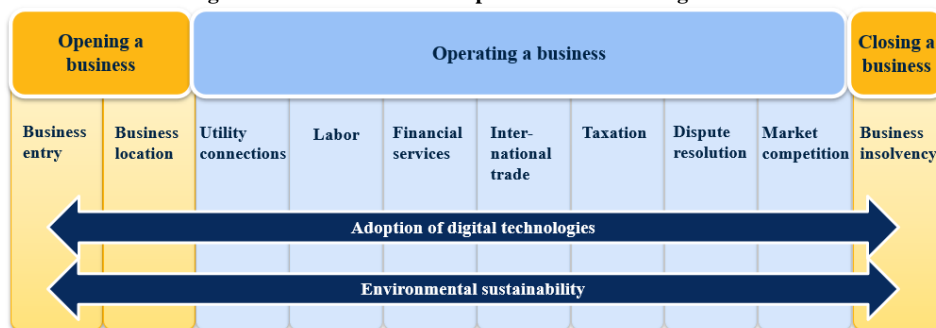 Opening a
business
Operating a business
Closing a
business
Business
entry
Business
location
Utility
connections
Labor
Financial
services
Inter-
national
trade
Taxation
Dispute
resolution
Market
competition
Business
insolvency
Adoption of digital technologies
Environmental sustainability